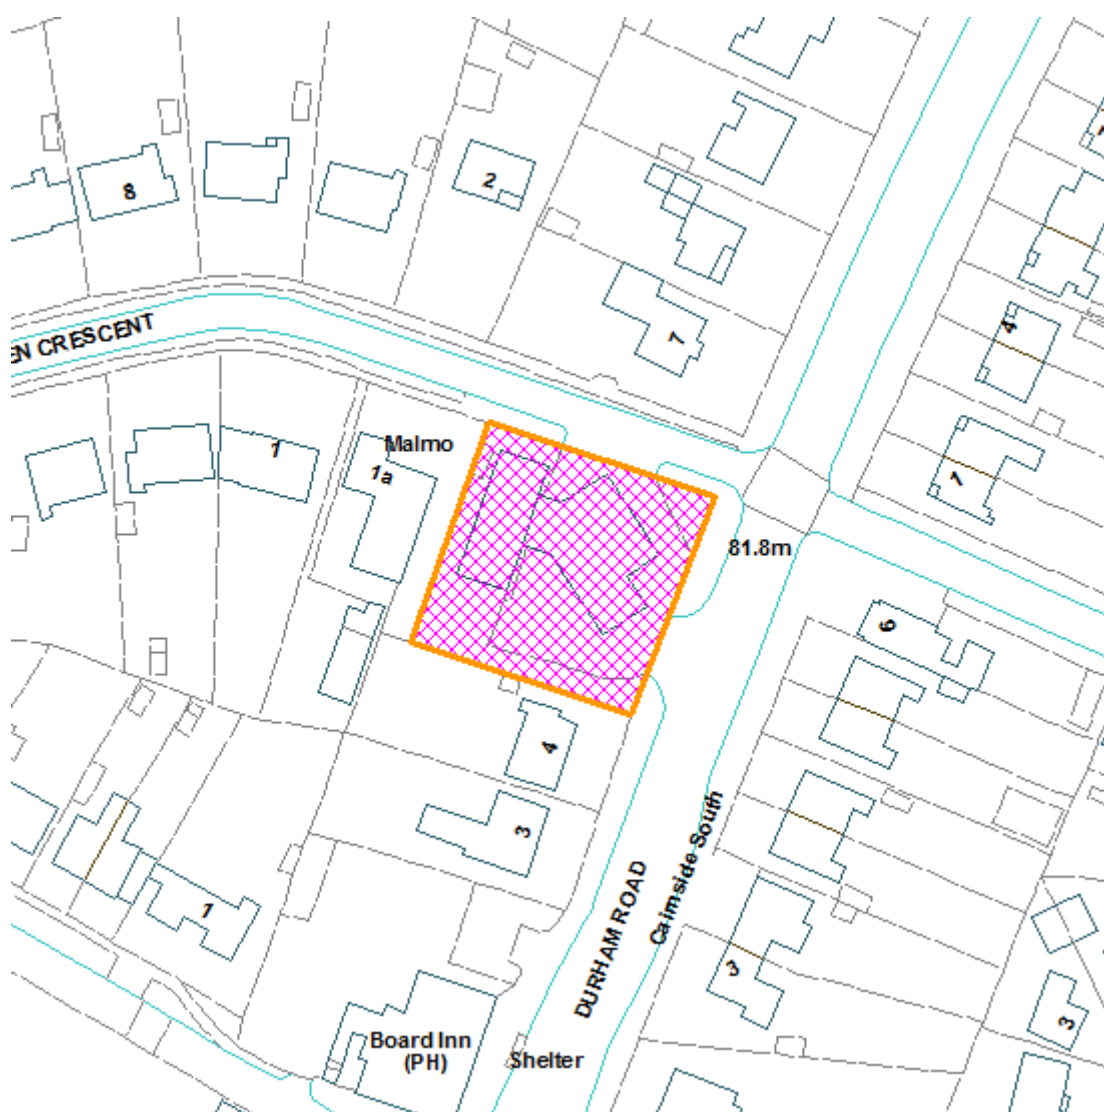 8
2
7
EN CRESCENT
4
1
Malmo
1a
1
81.8m
6
4
3
Cairnside South
DURHAM ROAD
1
3
3
Board Inn
(PH)
Shelter